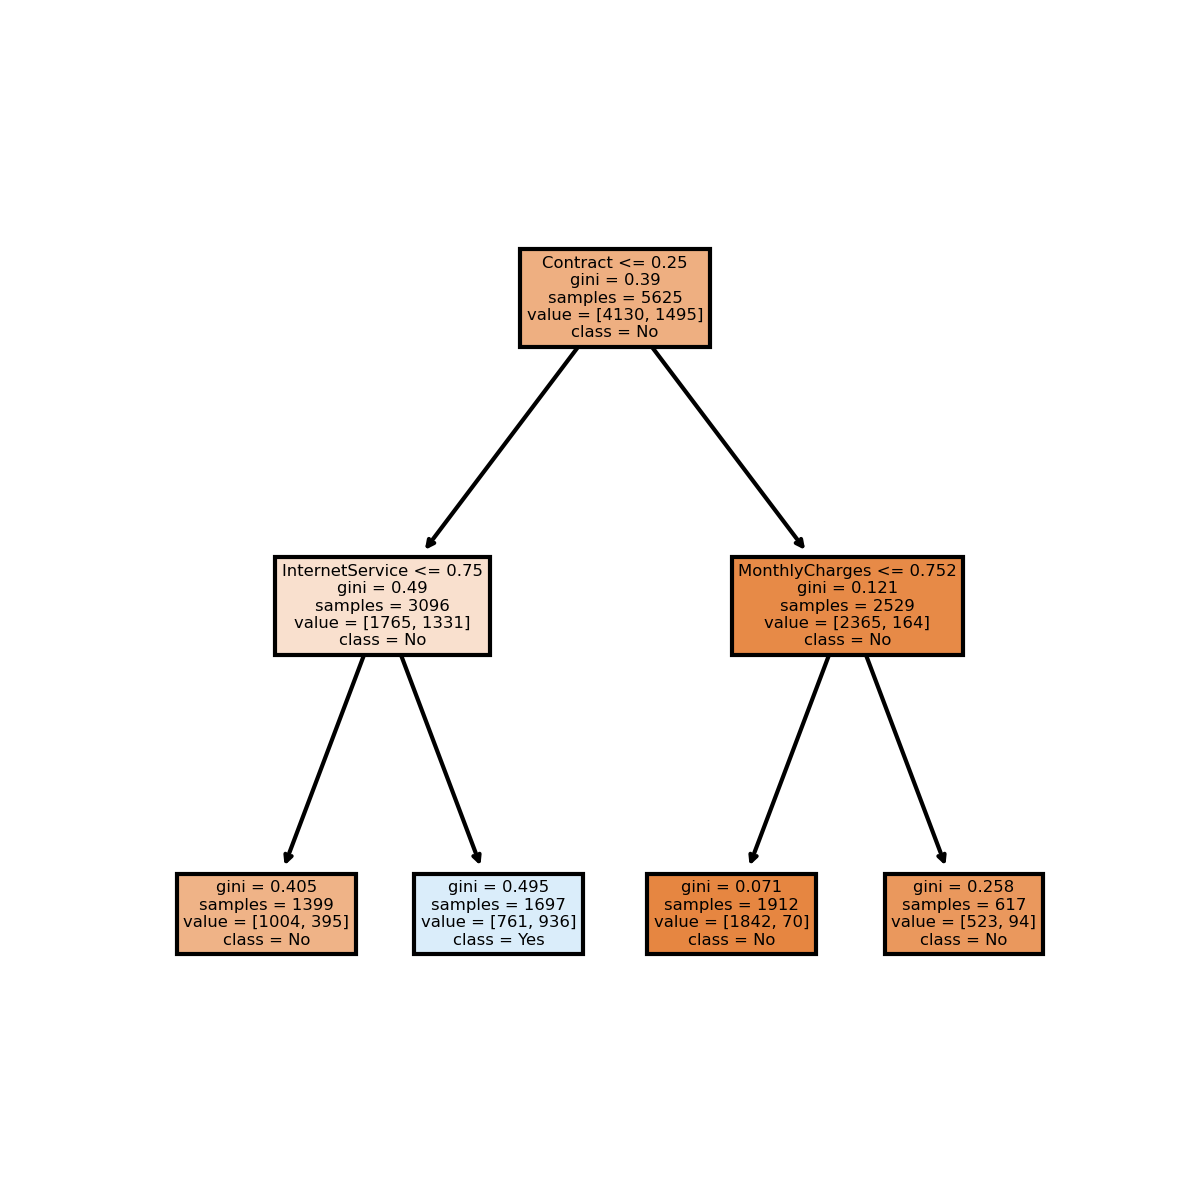 Contract <= 0.25
gini = 0.39
samples = 5625
value = [4130, 1495]
class = No
InternetService <= 0.75
gini = 0.49
samples = 3096
value = [1765, 1331]
class = No
MonthlyCharges <= 0.752
gini = 0.121
samples = 2529
value = [2365, 164]
class = No
gini = 0.405
samples = 1399
value = [1004, 395]
class = No
gini = 0.495
samples = 1697
value = [761, 936]
class = Yes
gini = 0.071
samples = 1912
value = [1842, 70]
class = No
gini = 0.258
samples = 617
value = [523, 94]
class = No